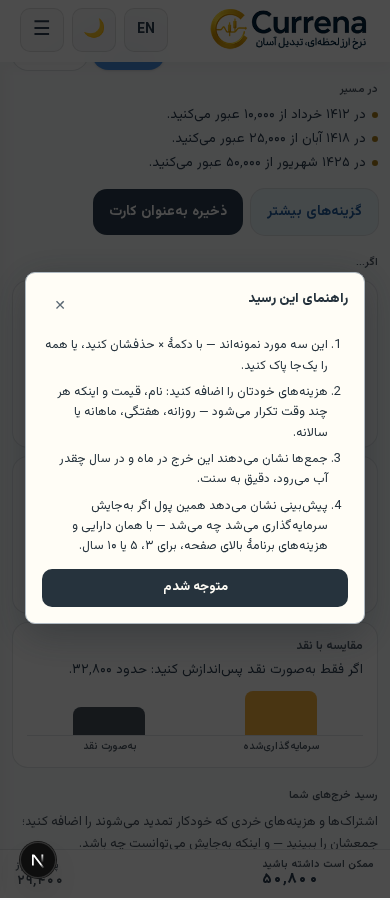 Currena
نرخ ارز لحظه‌ای، تبدیل آسان
EN
در مسیر
در ۱۴۱۲ خرداد از ۱۰,۰۰۰ عبور می‌کنید.
در ۱۴۱۸ آبان از ۲۵,۰۰۰ عبور می‌کنید.
در ۱۴۲۵ شهریور از ۵۰,۰۰۰ عبور می‌کنید.
گزینه‌های بیشتر
ذخیره به‌عنوان کارت
اگر...
راهنمای این رسید
×
1. این سه مورد نمونه‌اند — با دکمهٔ × حذفشان کنید، یا همه
را یک‌جا پاک کنید.
2. هزینه‌های خودتان را اضافه کنید: نام، قیمت و اینکه هر
چند وقت تکرار می‌شود — روزانه، هفتگی، ماهانه یا
سالانه.
3. جمع‌ها نشان می‌دهند این خرج در ماه و در سال چقدر
آب می‌رود، دقیق به سنت.
4. پیش‌بینی نشان می‌دهد همین پول اگر به‌جایش
سرمایه‌گذاری می‌شد چه می‌شد — با همان دارایی و
هزینه‌های برنامهٔ بالای صفحه، برای ۳، ۵ یا ۱۰ سال.
متوجه شدم
مقایسه با نقد
اگر فقط به‌صورت نقد پس‌انداز کنید: حدود ۳۲,۸۰۰.
سرمایه‌گذاری‌شده
به‌صورت نقد
رسید خرج‌های شما
اشتراک‌ها و هزینه‌های خردی که خودکار تمدید می‌شوند را اضافه کنید؛
جمعشان را ببینید — و اینکه به‌جایش می‌توانست چه باشد.
ممکن است داشته باشید
۵۰,۸۰۰
N
۲۹,۴۰۰